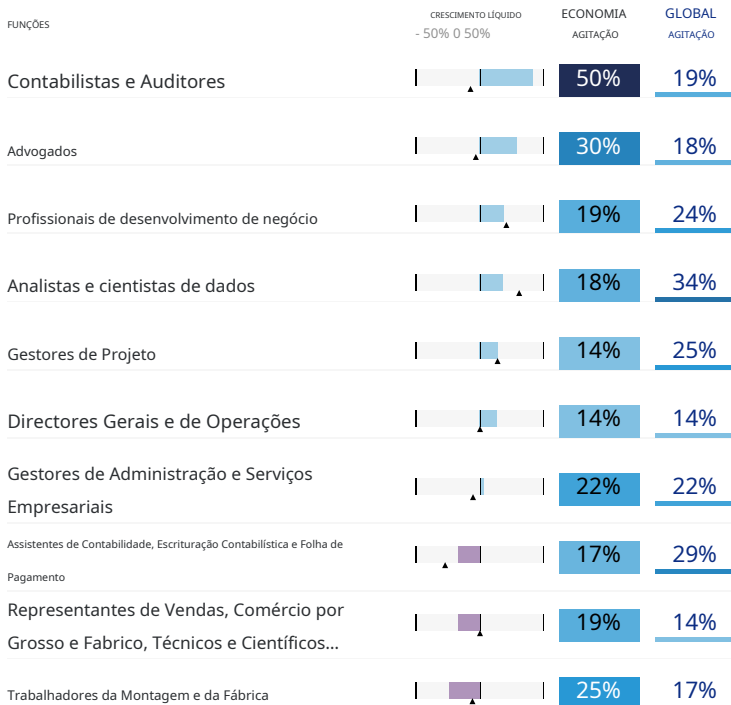 FUNÇÕES
CRESCIMENTO LÍQUIDO
- 50% 0 50%
ECONOMIA
AGITAÇÃO
GLOBAL
AGITAÇÃO
Contabilistas e Auditores
50%
19%
Advogados
30%
18%
Profissionais de desenvolvimento de negócio
19%
24%
Analistas e cientistas de dados
18%
34%
Gestores de Projeto
14%
25%
Directores Gerais e de Operações
14%
14%
Gestores de Administração e Serviços
Empresariais
22%
22%
Assistentes de Contabilidade, Escrituração Contabilística e Folha de
Pagamento
17%
29%
Representantes de Vendas, Comércio por
Grosso e Fabrico, Técnicos e Científicos...
19%
14%
Trabalhadores da Montagem e da Fábrica
25%
17%